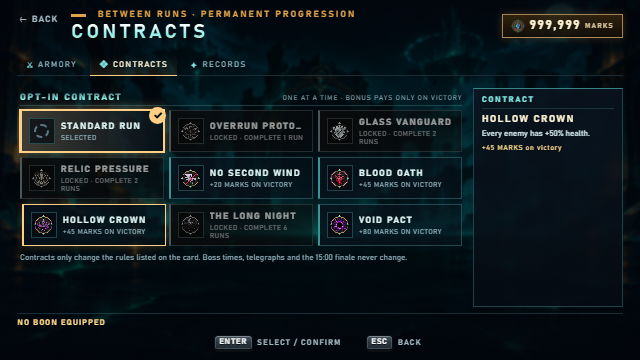 ← BACK
BETWEEN RUNS · PERMANENT PROGRESSION
CONTRACTS
999,999 MARKS
ARMORY
CONTRACTS
RECORDS
OPT-IN CONTRACT
ONE AT A TIME · BONUS PAYS ONLY ON VICTORY
STANDARD RUN
SELECTED
OVERRUN PROTO…
LOCKED · COMPLETE 1 RUN
GLASS VANGUARD
LOCKED · COMPLETE 2
RUNS
RELIC PRESSURE
LOCKED · COMPLETE 2
RUNS
NO SECOND WIND
+20 MARKS ON VICTORY
BLOOD OATH
+45 MARKS ON VICTORY
HOLLOW CROWN
+45 MARKS ON VICTORY
THE LONG NIGHT
LOCKED · COMPLETE 6
RUNS
VOID PACT
+80 MARKS ON VICTORY
Contracts only change the rules listed on the card. Boss times, telegraphs and the 15:00 finale never change.
CONTRACT
HOLLOW CROWN
Every enemy has +50% health.
+45 MARKS on victory
NO BOON EQUIPPED
ENTER SELECT / CONFIRM
ESC BACK